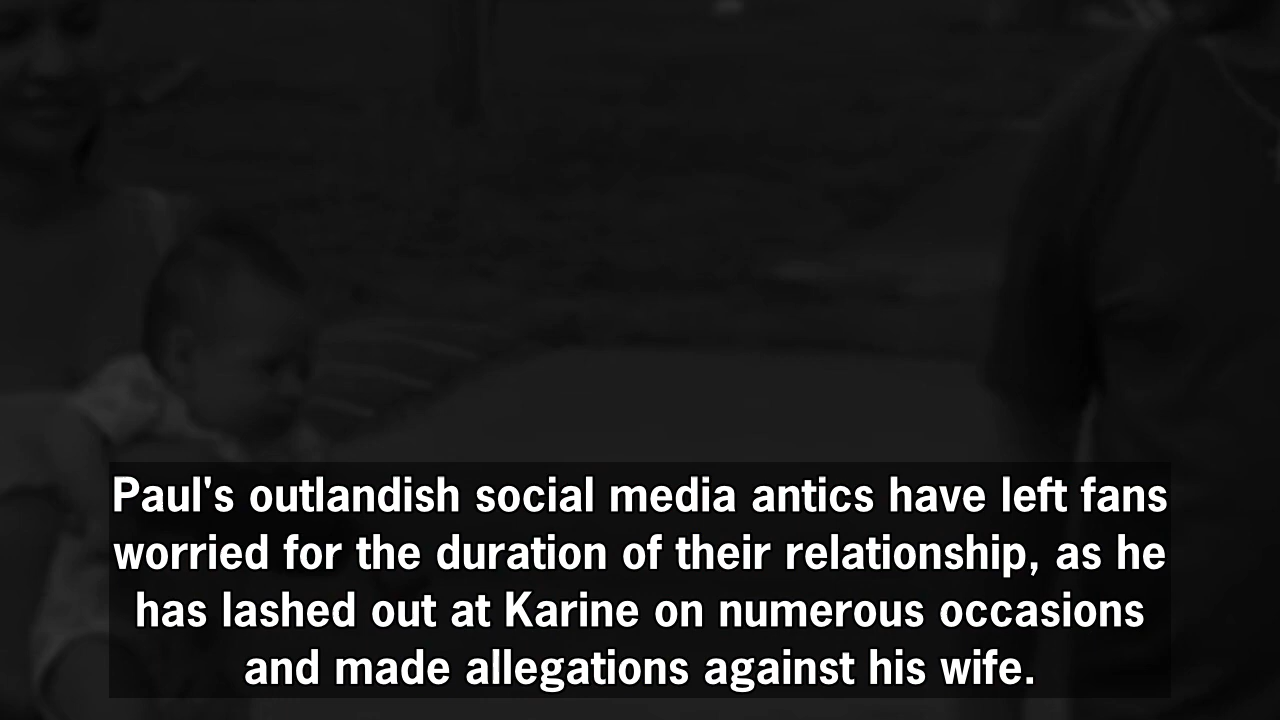 Paul's outlandish social media antics have left fans
worried for the duration of their relationship, as he
has lashed out at Karine on numerous occasions
and made allegations against his wife.